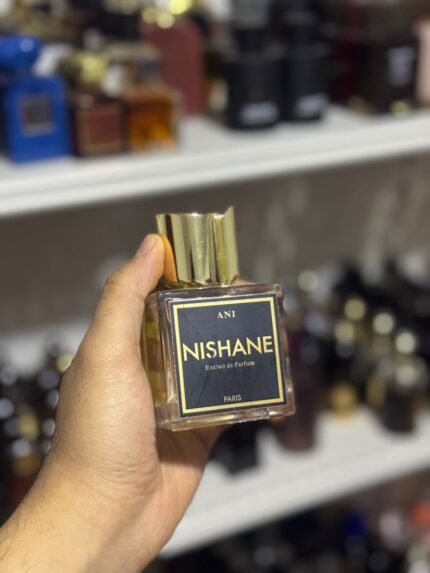 ANI
NISHANE
Extrait de Parfum
PARIS